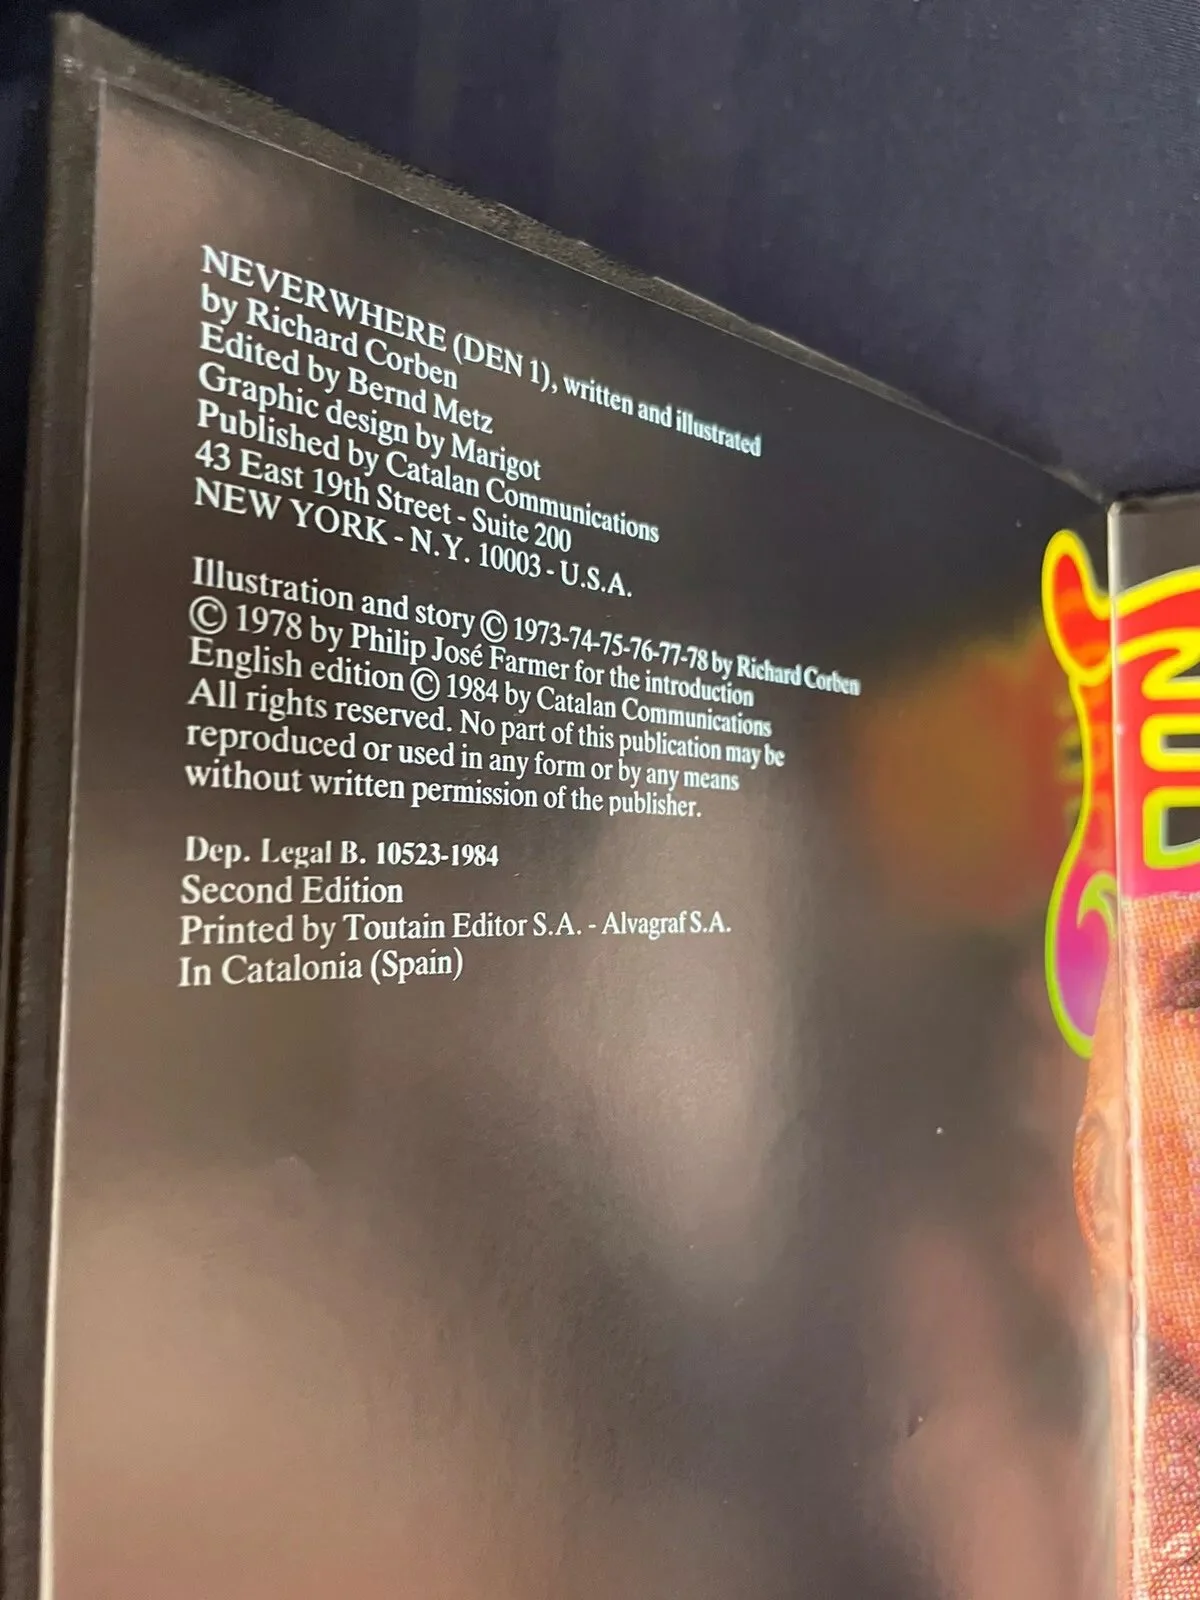 NEVERWHERE (DEN 1), written and illustrated
by Richard Corben
Edited by Bernd Metz
Graphic design by Marigot
Published by Catalan Communications
43 East 19th Street - Suite 200
NEW YORK - N.Y. 10003 - U.S.A.
Illustration and story © 1973-74-75-76-77-78 by Richard Corben
© 1978 by Philip José Farmer for the introduction
English edition © 1984 by Catalan Communications
All rights reserved. No part of this publication may be
reproduced or used in any form or by any means
without written permission of the publisher.
Dep. Legal B. 10523-1984
Second Edition
Printed by Toutain Editor S.A. - Alvagraf S.A.
In Catalonia (Spain)